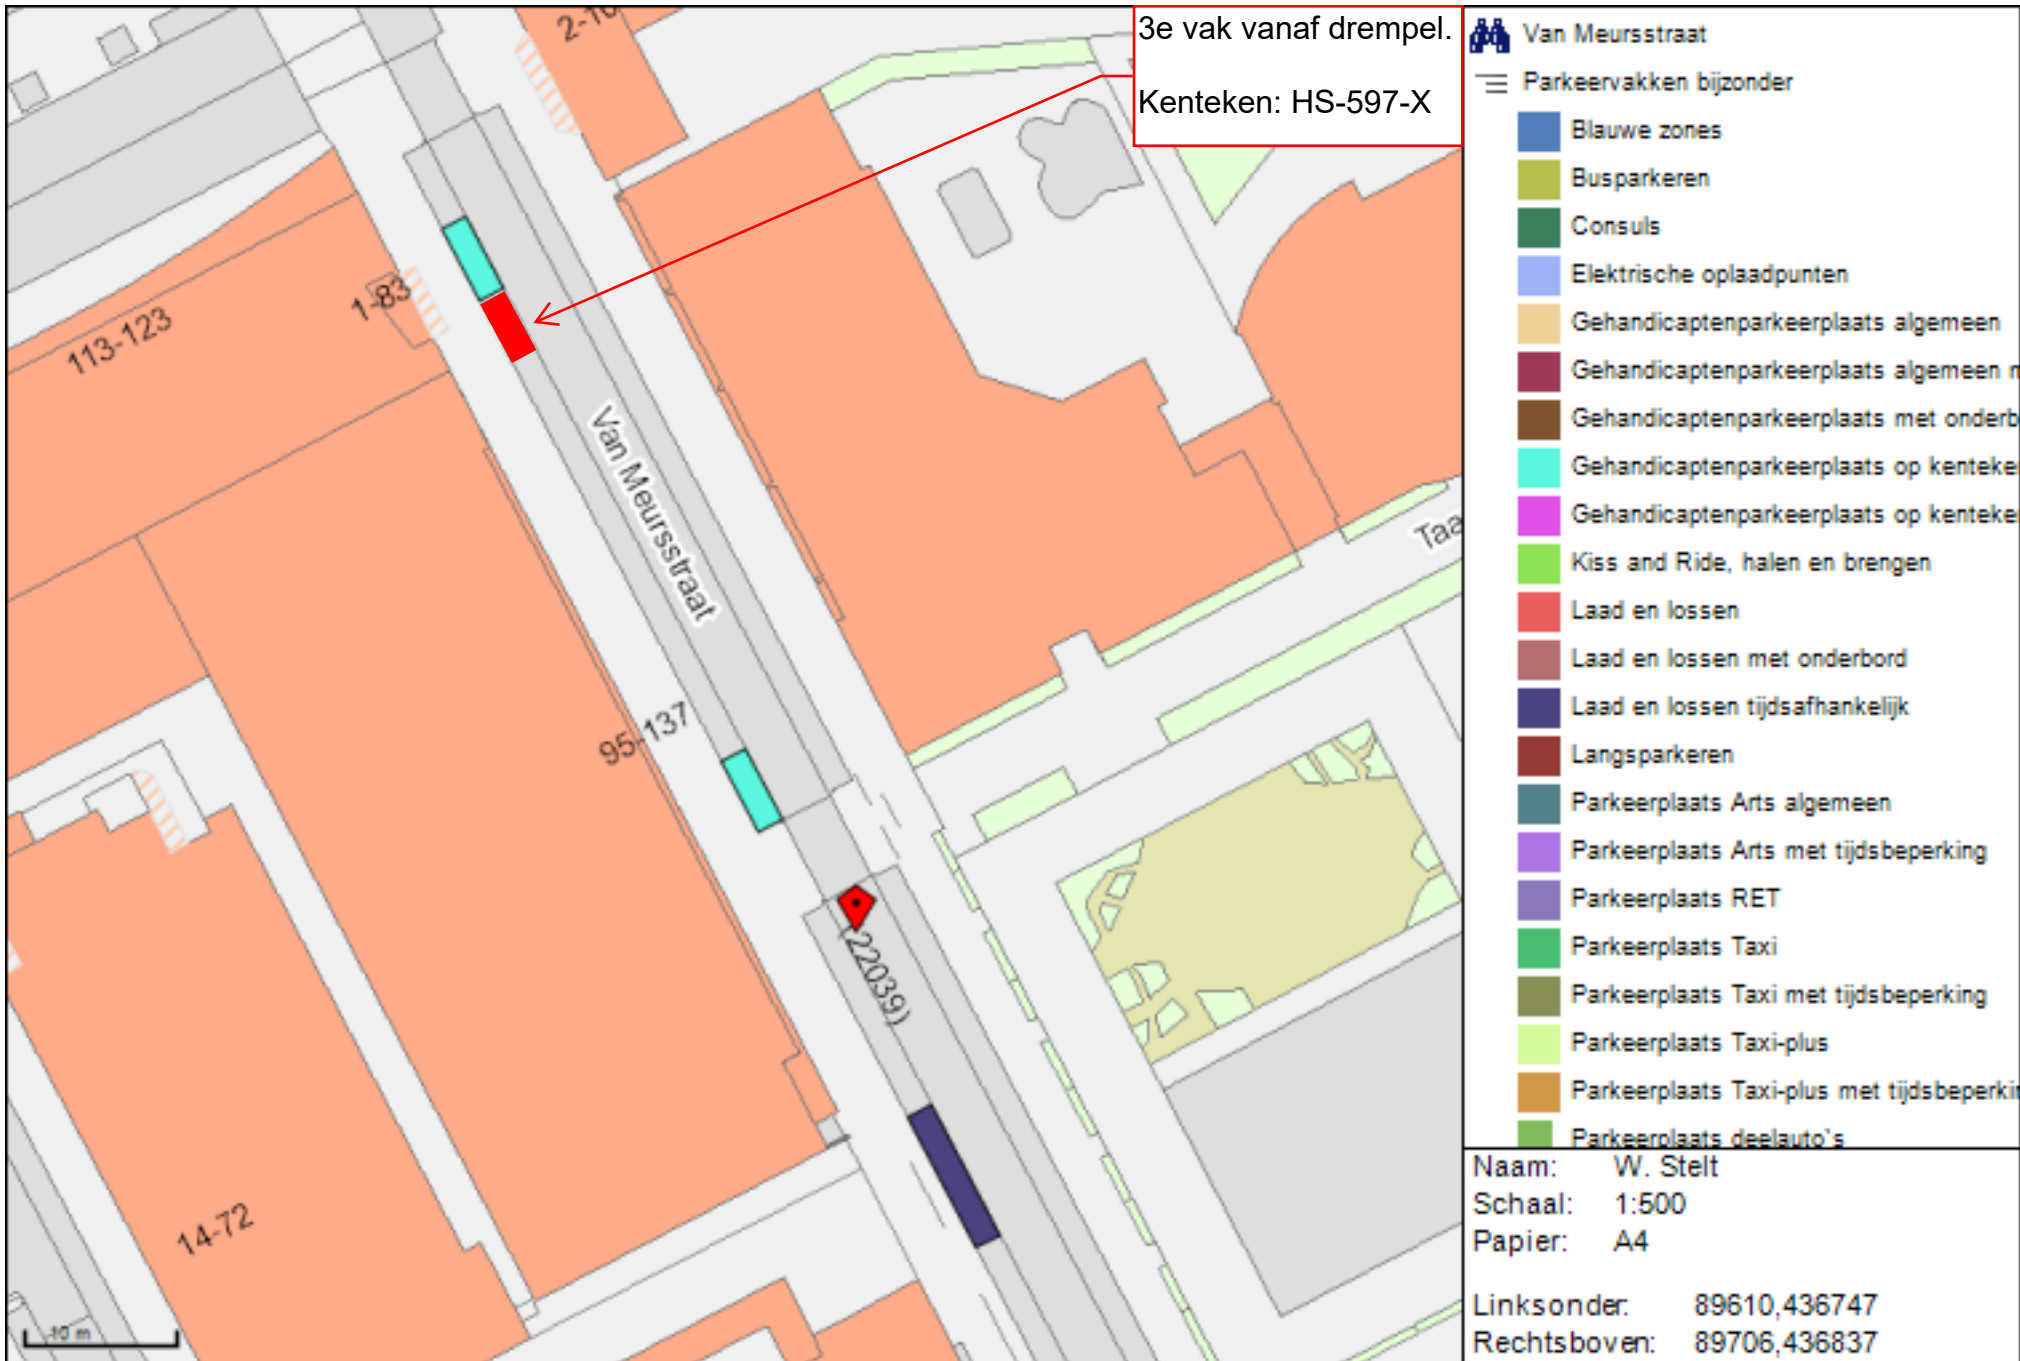 2-10
3e vak vanaf drempel.
Kenteken: HS-597-X
1-83
113-123
Van Meursstraat
Taa
95-137
(22039)
14-72
10 m
Van Meursstraat
Parkeervakken bijzonder
Blauwe zones
Busparkeren
Consuls
Elektrische oplaadpunten
Gehandicaptenparkeerplaats algemeen
Gehandicaptenparkeerplaats algemeen
Gehandicaptenparkeerplaats met onderb
Gehandicaptenparkeerplaats op kenteke
Gehandicaptenparkeerplaats op kenteke
Kiss and Ride, halen en brengen
Laad en lossen
Laad en lossen met onderbord
Laad en lossen tijdsafhankelijk
Langsparkeren
Parkeerplaats Arts algemeen
Parkeerplaats Arts met tijdsbeperking
Parkeerplaats RET
Parkeerplaats Taxi
Parkeerplaats Taxi met tijdsbeperking
Parkeerplaats Taxi-plus
Parkeerplaats Taxi-plus met tijdsbeperki
Parkeerplaats deelauto`s
Naam: W. Stelt
Schaal: 1:500
Papier: A4
Linksonder: 89610,436747
Rechtsboven: 89706,436837